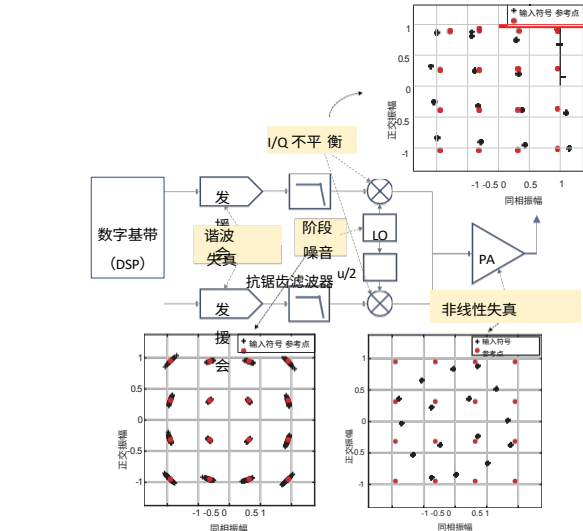 输入符号 参考点
1
0.5
0
-0.5
-1
正交振幅
-1 -0.5 0 0.5 1
同相振幅
I/Q 不平 衡
数字基带
（DSP）
发
援
会
谐波
失真
阶段
噪音
LO
u/2
抗锯齿滤波器
PA
非线性失真
发
援
会
输入符号 参考点
1
0.5
0
-0.5
-1
正交振幅
-1 -0.5 0 0.5 1
同相振幅
输入符号
参考点
1
0.5
0
-0.5
-1
正交振幅
-1 -0.5 0 0.5 1
同相振幅